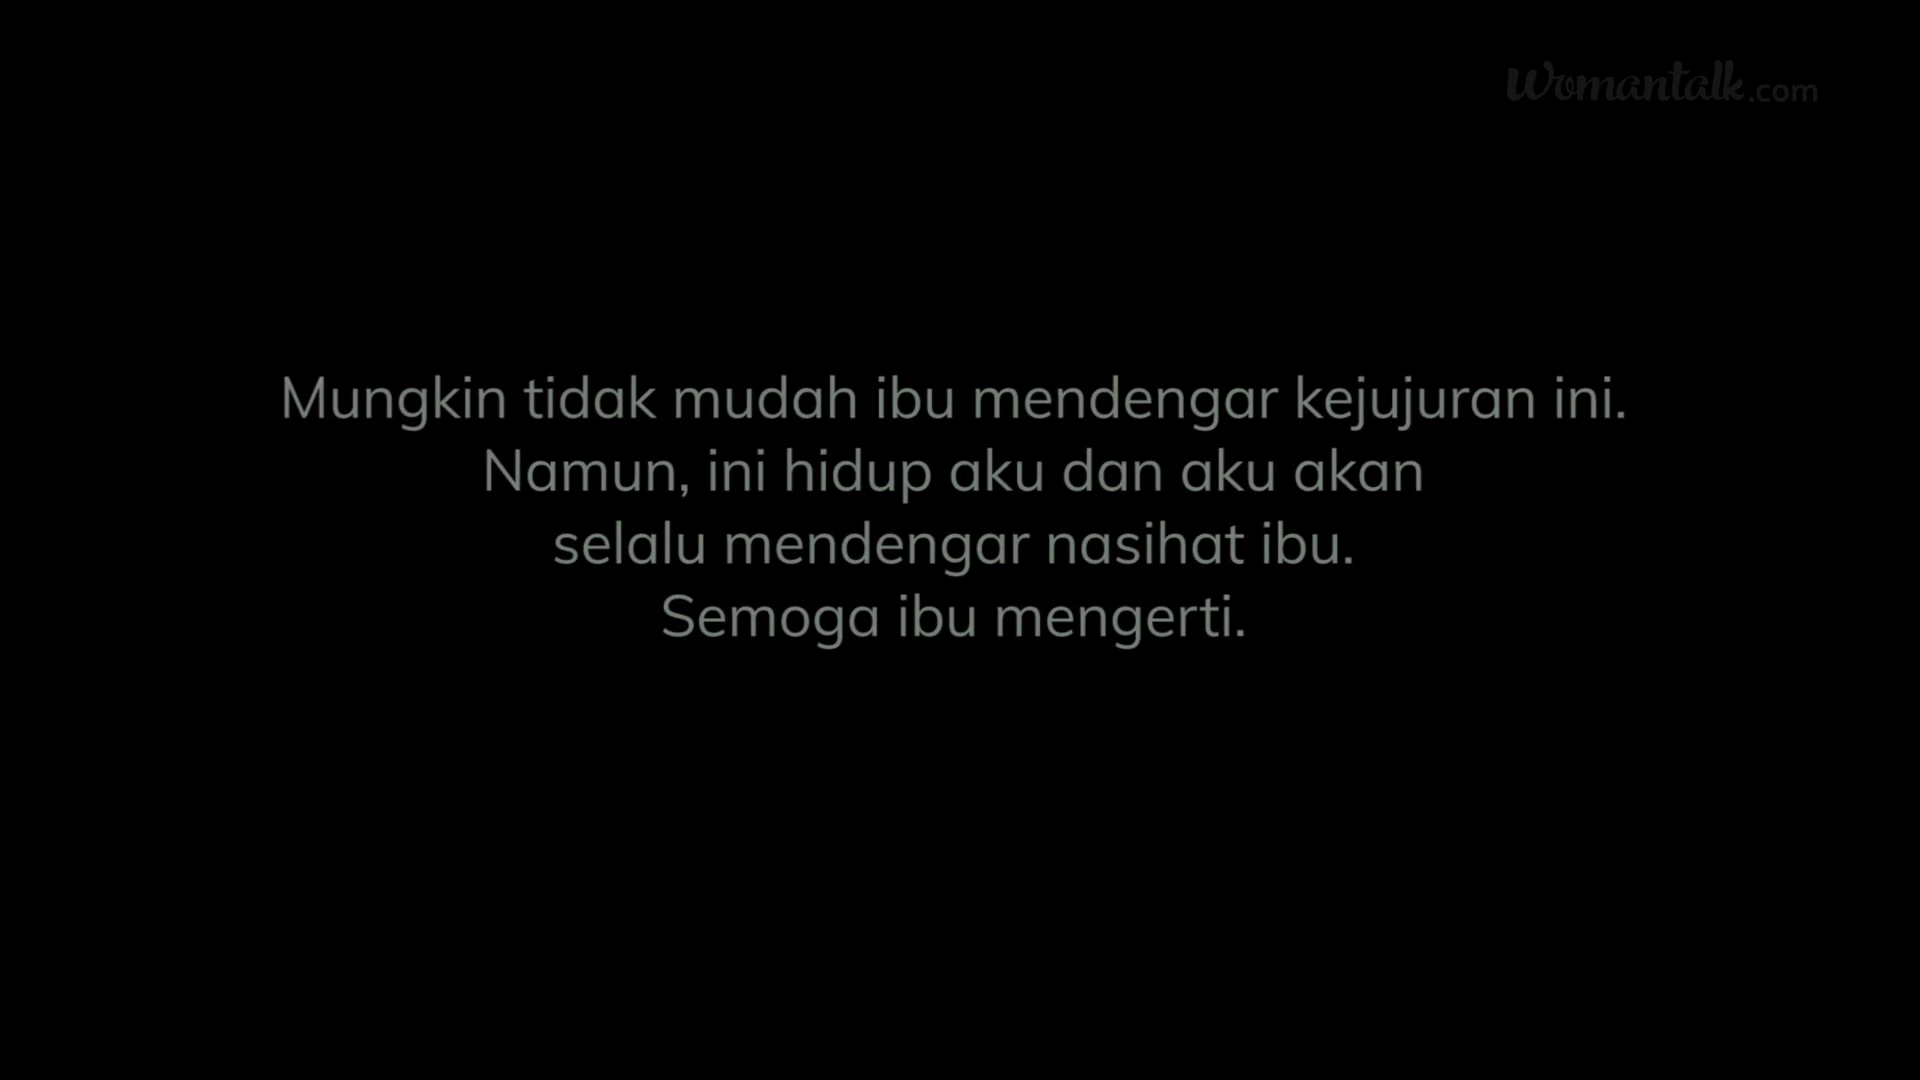 Womantalk.com
Mungkin tidak mudah ibu mendengar kejujuran ini.
Namun, ini hidup aku dan aku akan
selalu mendengar nasihat ibu.
Semoga ibu mengerti.